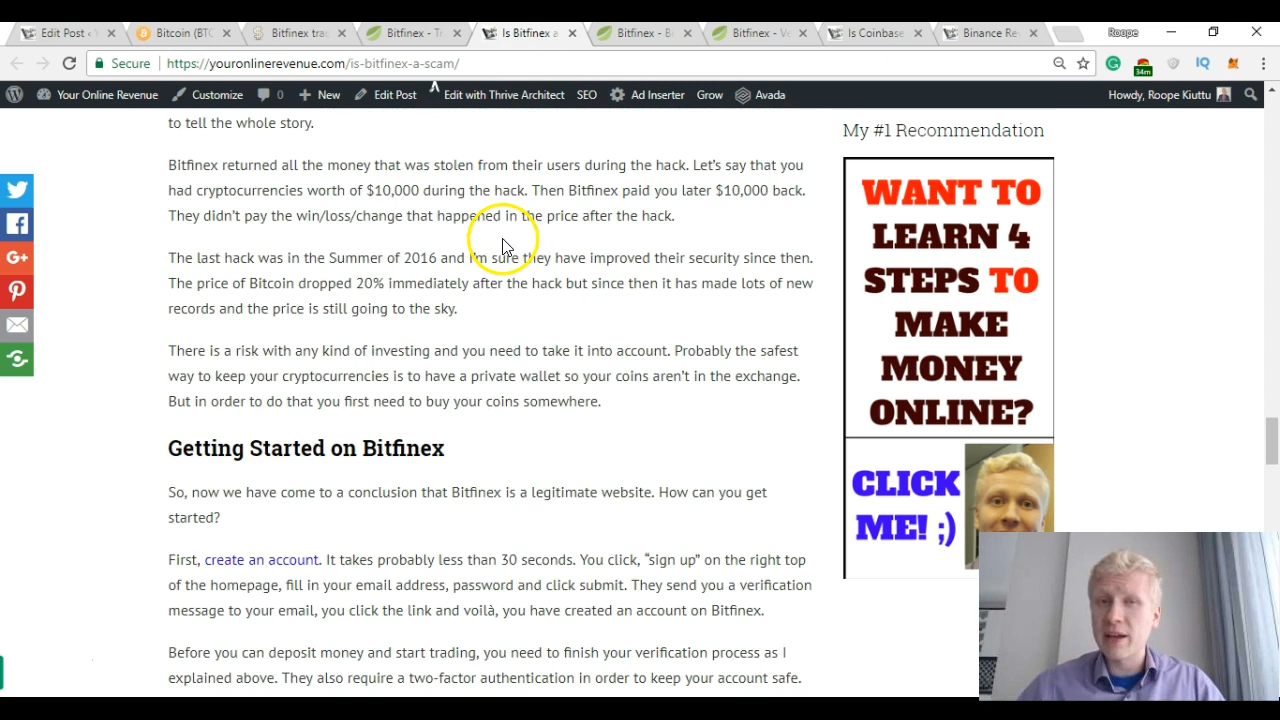 Edit Post ‹
Bitcoin (BTC
Bitfinex trac
Bitfinex - Tr
Is Bitfinex a
Bitfinex - B
Bitfinex - Ve
Is Coinbase
Binance Re
Roope
Secure
https://youronlinerevenue.com/is-bitfinex-a-scam/
34m
IQ
Your Online Revenue
Customize
0
New
Edit Post
Edit with Thrive Architect
SEO
Ad Inserter
Grow
Avada
Howdy, Roope Kiuttu
to tell the whole story.
Bitfinex returned all the money that was stolen from their users during the hack. Let's say that you
had cryptocurrencies worth of $10,000 during the hack. Then Bitfinex paid you later $10,000 back.
They didn't pay the win/loss/change that happened in the price after the hack.
The last hack was in the Summer of 2016 and I'm sure they have improved their security since then.
The price of Bitcoin dropped 20% immediately after the hack but since then it has made lots of new
records and the price is still going to the sky.
There is a risk with any kind of investing and you need to take it into account. Probably the safest
way to keep your cryptocurrencies is to have a private wallet so your coins aren't in the exchange.
But in order to do that you first need to buy your coins somewhere.
Getting Started on Bitfinex
So, now we have come to a conclusion that Bitfinex is a legitimate website. How can you get
started?
First, create an account. It takes probably less than 30 seconds. You click, "sign up" on the right top
of the homepage, fill in your email address, password and click submit. They send you a verification
message to your email, you click the link and voilà, you have created an account on Bitfinex.
Before you can deposit money and start trading, you need to finish your verification process as I
explained above. They also require a two-factor authentication in order to keep your account safe.
My #1 Recommendation
WANT TO
LEARN 4
STEPS TO
MAKE
MONEY
ONLINE?
CLICK
ME! ;)